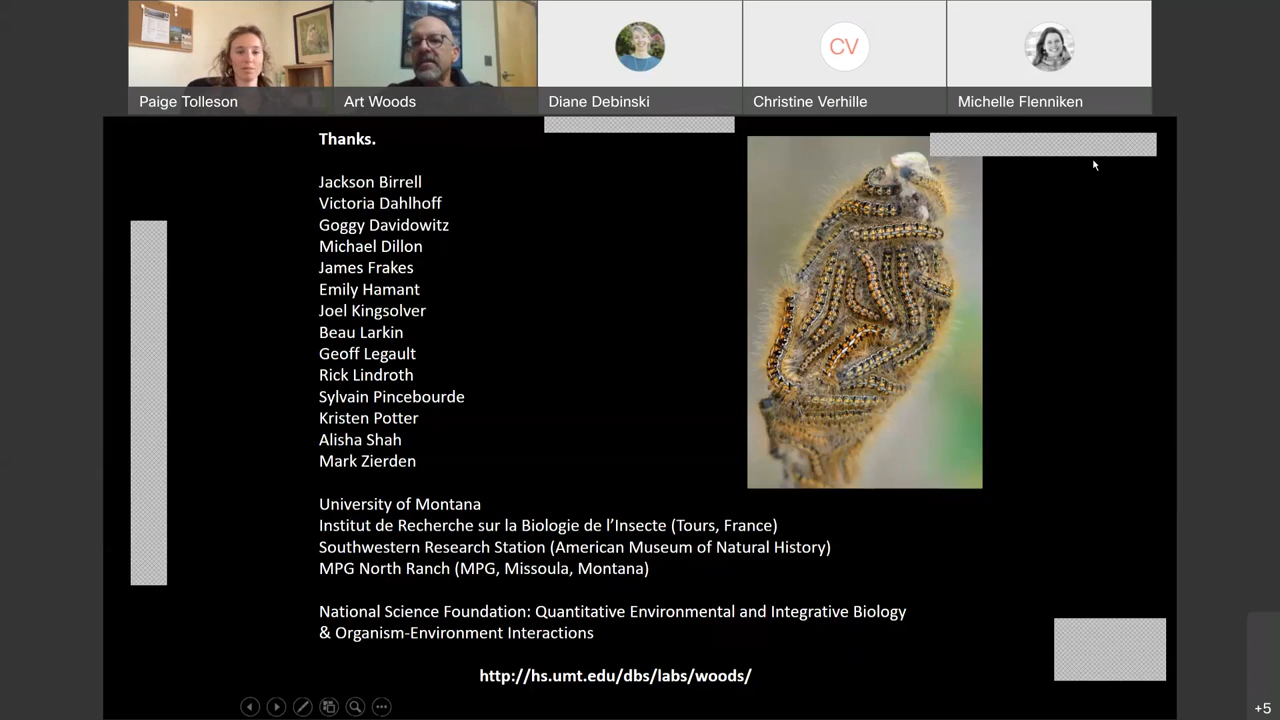 Paige Tolleson
Art Woods
Diane Debinski
CV
Christine Verhille
Michelle Flenniken
Thanks.
Jackson Birrell
Victoria Dahlhoff
Goggy Davidowitz
Michael Dillon
James Frakes
Emily Hamant
Joel Kingsolver
Beau Larkin
Geoff Legault
Rick Lindroth
Sylvain Pincebourde
Kristen Potter
Alisha Shah
Mark Zierden
University of Montana
Institut de Recherche sur la Biologie de l’Insecte (Tours, France)
Southwestern Research Station (American Museum of Natural History)
MPG North Ranch (MPG, Missoula, Montana)
National Science Foundation: Quantitative Environmental and Integrative Biology
& Organism-Environment Interactions
http://hs.umt.edu/dbs/labs/woods/
+5